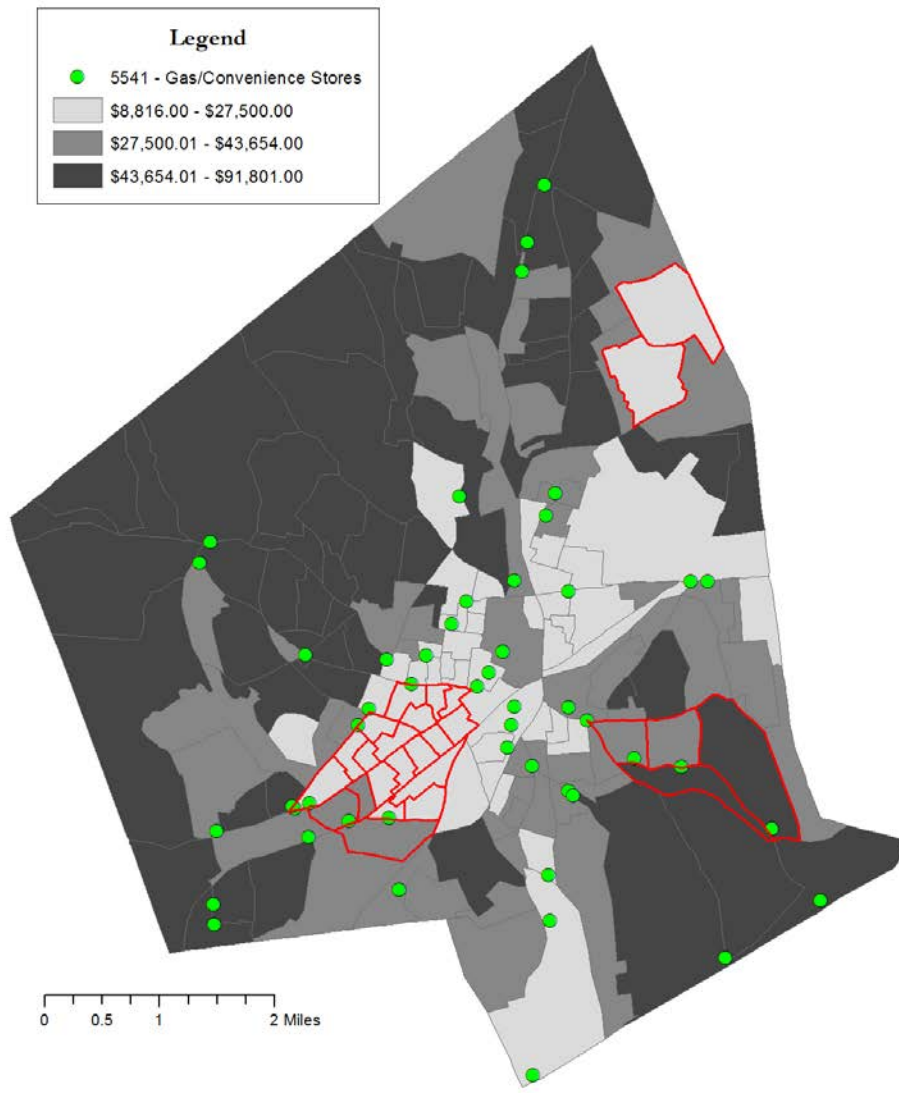 Legend
5541 - Gas/Convenience Stores
$8,816.00 - $27,500.00
$27,500.01 - $43,654.00
$43,654.01 - $91,801.00
0 0.5 1 2 Miles